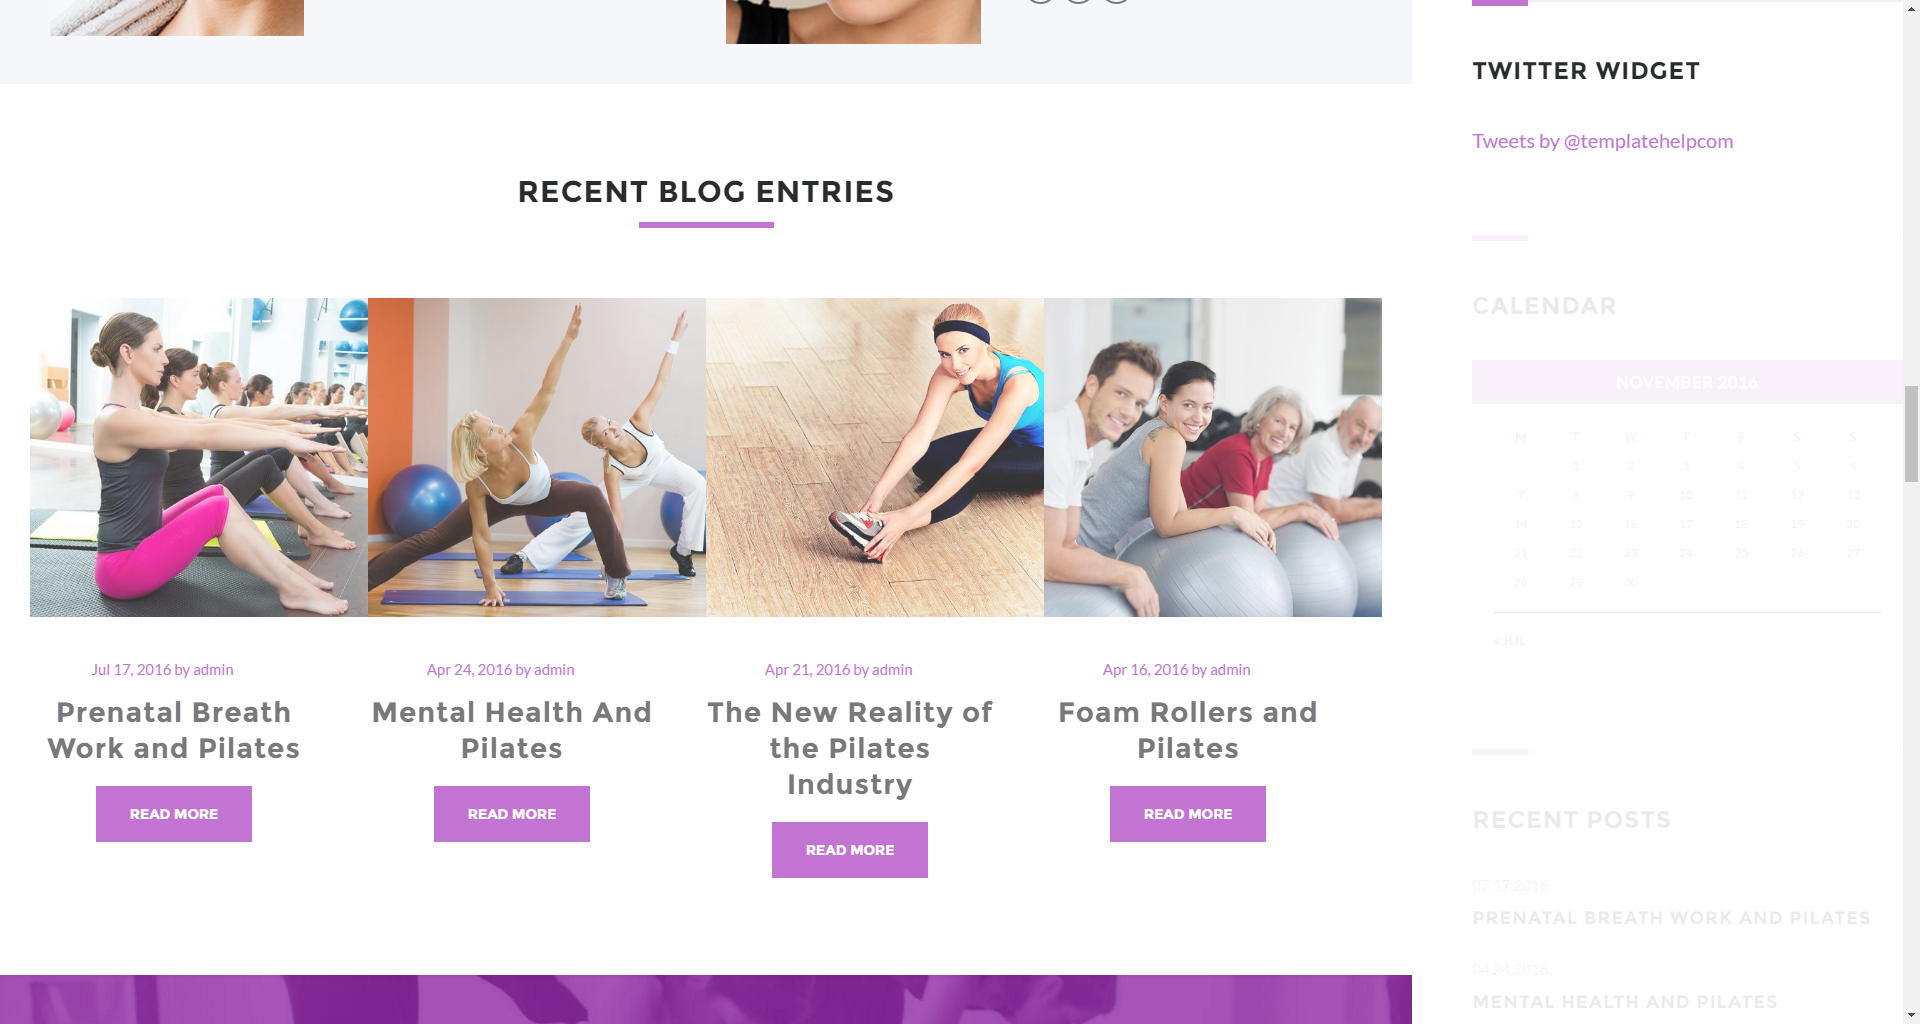 RECENT BLOG ENTRIES
Jul 17, 2016 by admin
Prenatal Breath
Work and Pilates
READ MORE
Apr 24, 2016 by admin
Mental Health And
Pilates
READ MORE
Apr 21, 2016 by admin
The New Reality of
the Pilates
Industry
READ MORE
Apr 16, 2016 by admin
Foam Rollers and
Pilates
READ MORE
TWITTER WIDGET
Tweets by @templatehelpcom
CALENDAR
NOVEMBER 2016
M T W T F S S
1 2 3 4 5 6
7 8 9 10 11 12 13
14 15 16 17 18 19 20
21 22 23 24 25 26 27
28 29 30
« JUL
RECENT POSTS
07.17.2016
PRENATAL BREATH WORK AND PILATES
04.24.2016
MENTAL HEALTH AND PILATES